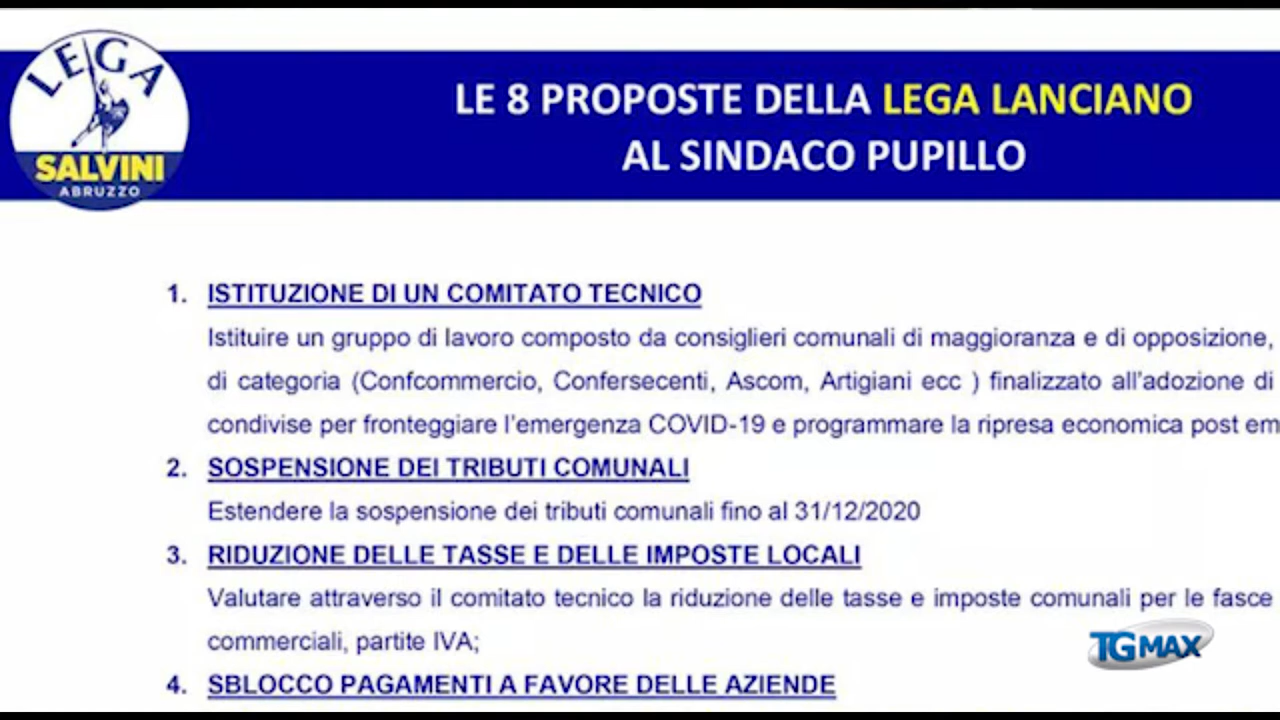 LEGA
SALVINI
ABRUZZO
LE 8 PROPOSTE DELLA LEGA LANCIANO
AL SINDACO PUPILLO
1. ISTITUZIONE DI UN COMITATO TECNICO
Istituire un gruppo di lavoro composto da consiglieri comunali di maggioranza e di opposizione,
di categoria (Confcommercio, Confersecenti, Ascom, Artigiani ecc ) finalizzato all'adozione di
condivise per fronteggiare l'emergenza COVID-19 e programmare la ripresa economica post em
2. SOSPENSIONE DEI TRIBUTI COMUNALI
Estendere la sospensione dei tributi comunali fino al 31/12/2020
3. RIDUZIONE DELLE TASSE E DELLE IMPOSTE LOCALI
Valutare attraverso il comitato tecnico la riduzione delle tasse e imposte comunali per le fasce
commerciali, partite IVA;
4. SBLOCCO PAGAMENTI A FAVORE DELLE AZIENDE
TGMAX